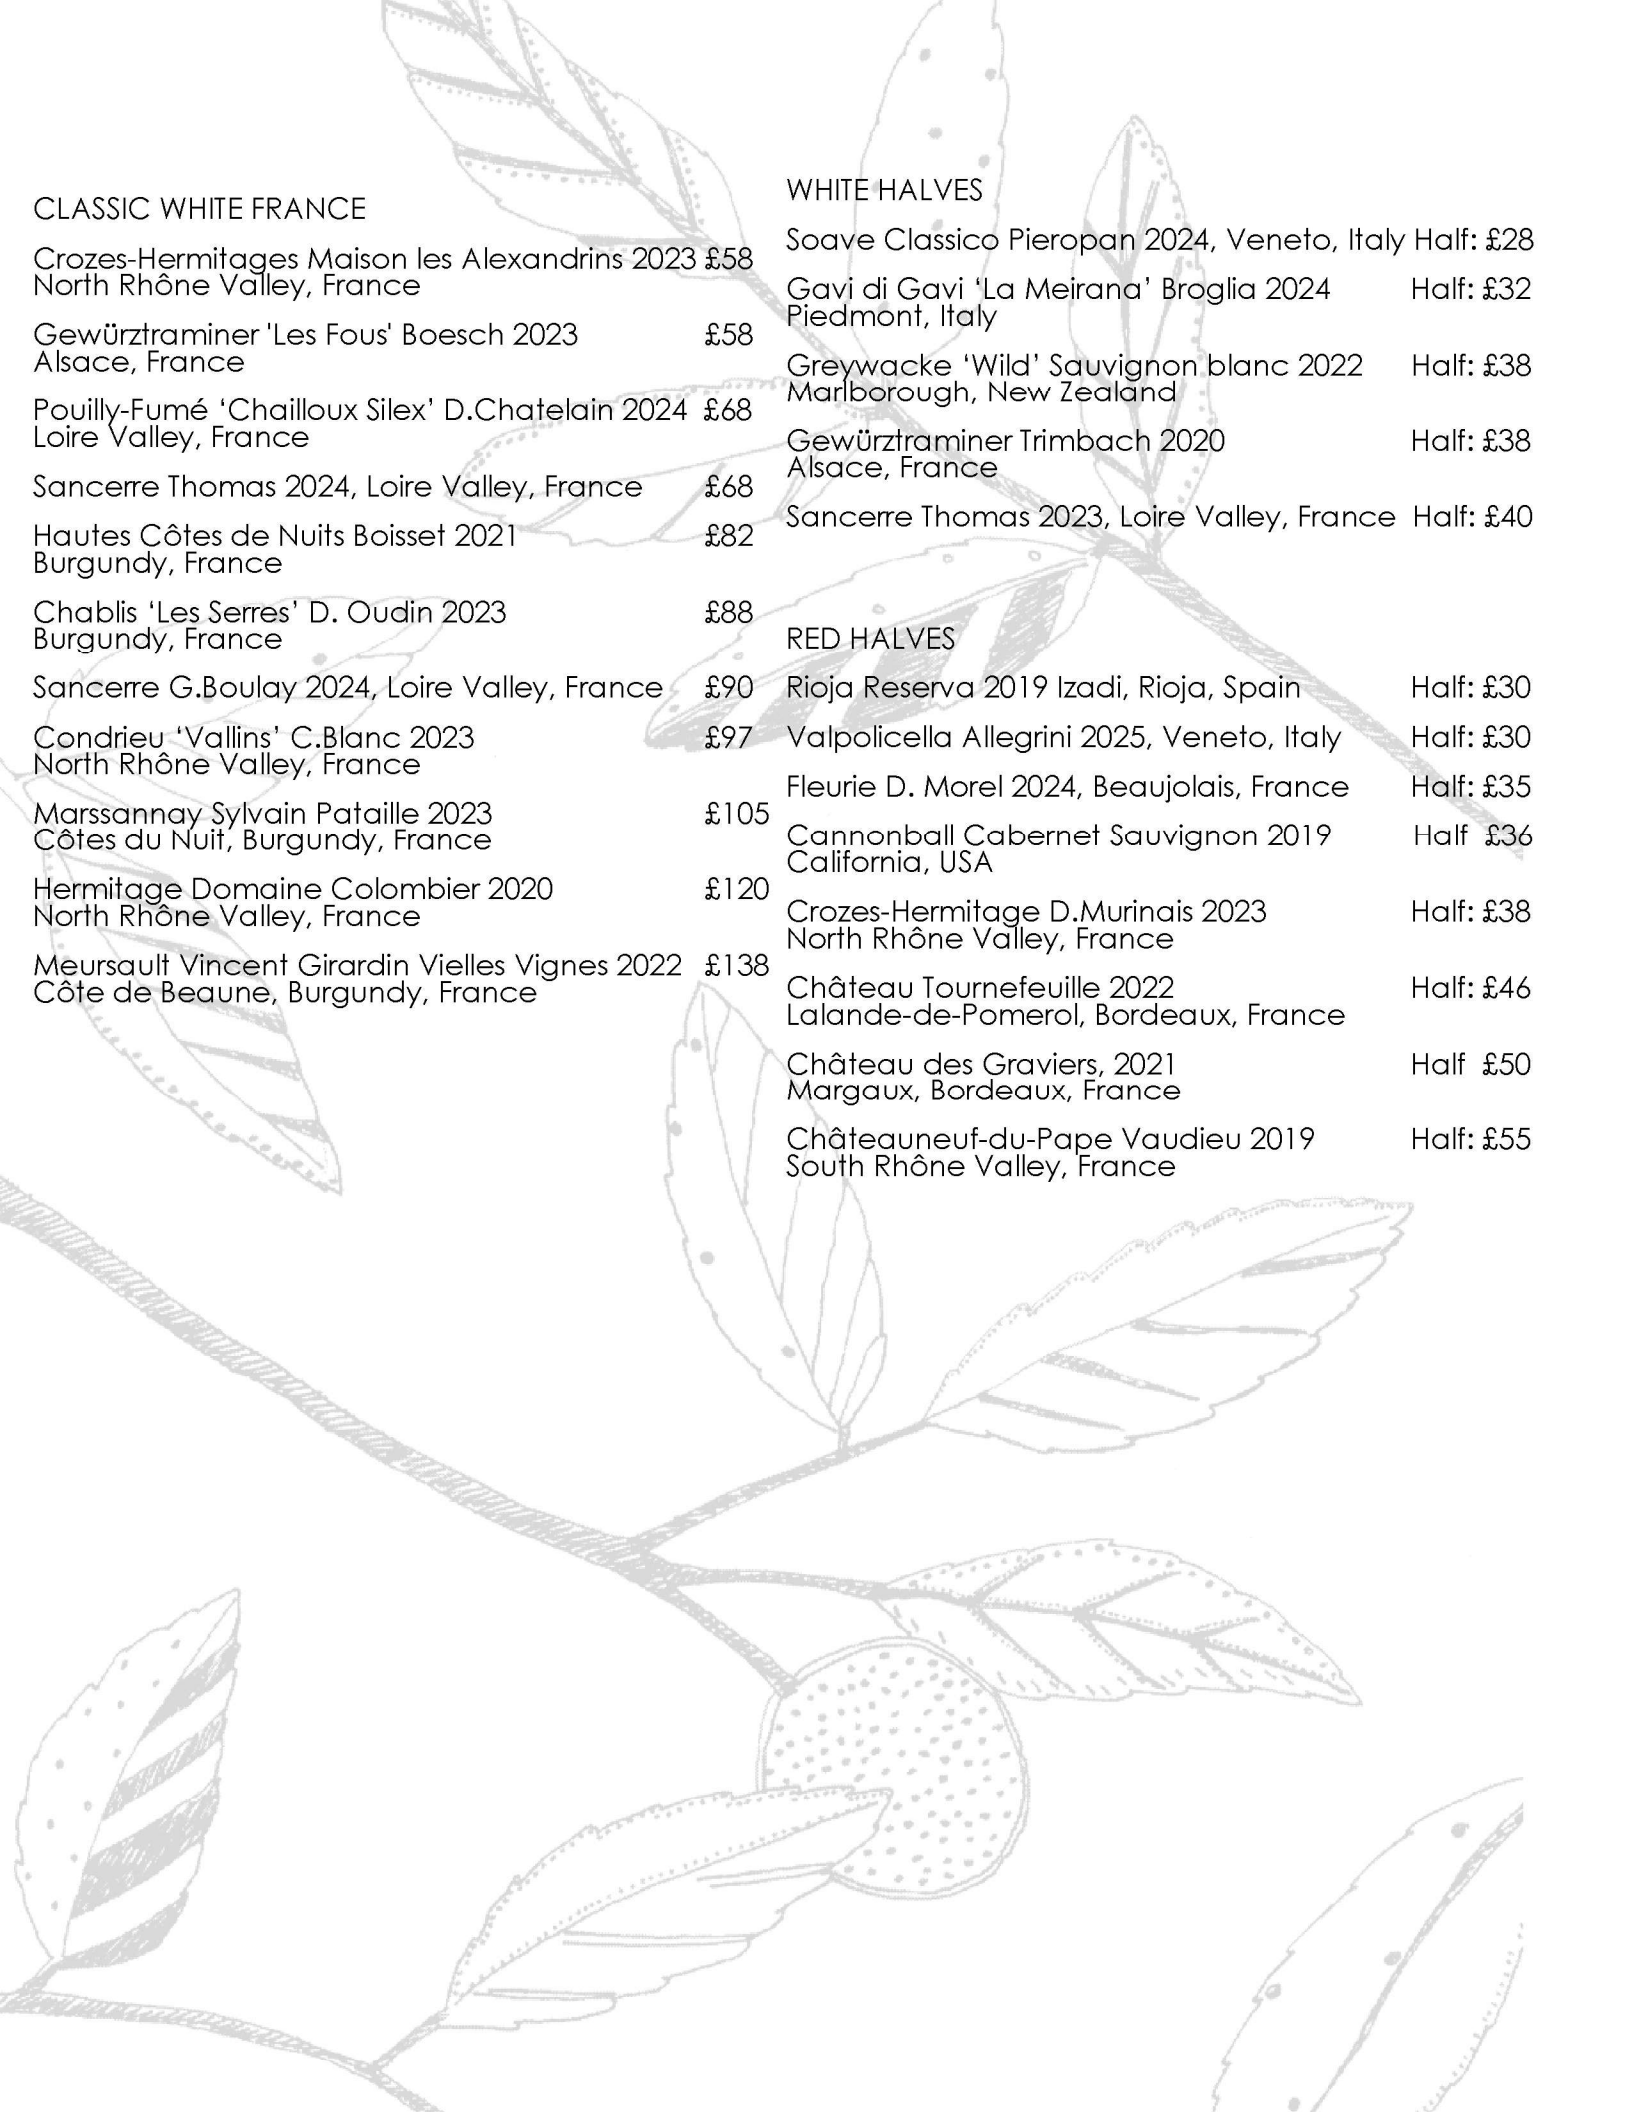 CLASSIC WHITE FRANCE
Crozes-Hermitages Maison les Alexandrins 2023 £58
North Rhône Valley, France
Gewürztraminer 'Les Fous' Boesch 2023 £58
Alsace, France
Pouilly-Fumé ‘Chailloux Silex’ D.Chatelain 2024 £68
Loire Valley, France
Sancerre Thomas 2024, Loire Valley, France £68
Hautes Côtes de Nuits Boisset 2021 £82
Burgundy, France
Chablis ‘Les Serres’ D. Oudin 2023 £88
Burgundy, France
Sancerre G.Boulay 2024, Loire Valley, France £90
Condrieu ‘Vallins’ C.Blanc 2023 £97
North Rhône Valley, France
Marssannay Sylvain Pataille 2023 £105
Côtes du Nuit, Burgundy, France
Hermitage Domaine Colombier 2020 £120
North Rhône Valley, France
Meursault Vincent Girardin Vielles Vignes 2022 £138
Côte de Beaune, Burgundy, France
WHITE HALVES
Soave Classico Pieropan 2024, Veneto, Italy Half: £28
Gavi di Gavi ‘La Meirana’ Broglia 2024 Half: £32
Piedmont, Italy
Greywacke ‘Wild’ Sauvignon blanc 2022 Half: £38
Marlborough, New Zealand
Gewürztraminer Trimbach 2020 Half: £38
Alsace, France
Sancerre Thomas 2023, Loire Valley, France Half: £40
RED HALVES
Rioja Reserva 2019 Izadi, Rioja, Spain Half: £30
Valpolicella Allegrini 2025, Veneto, Italy Half: £30
Fleurie D. Morel 2024, Beaujolais, France Half: £35
Cannonball Cabernet Sauvignon 2019 Half £36
California, USA
Crozes-Hermitage D.Murinais 2023 Half: £38
North Rhône Valley, France
Château Tournefeuille 2022 Half: £46
Lalande-de-Pomerol, Bordeaux, France
Château des Graviers, 2021 Half £50
Margaux, Bordeaux, France
Châteauneuf-du-Pape Vaudieu 2019 Half: £55
South Rhône Valley, France